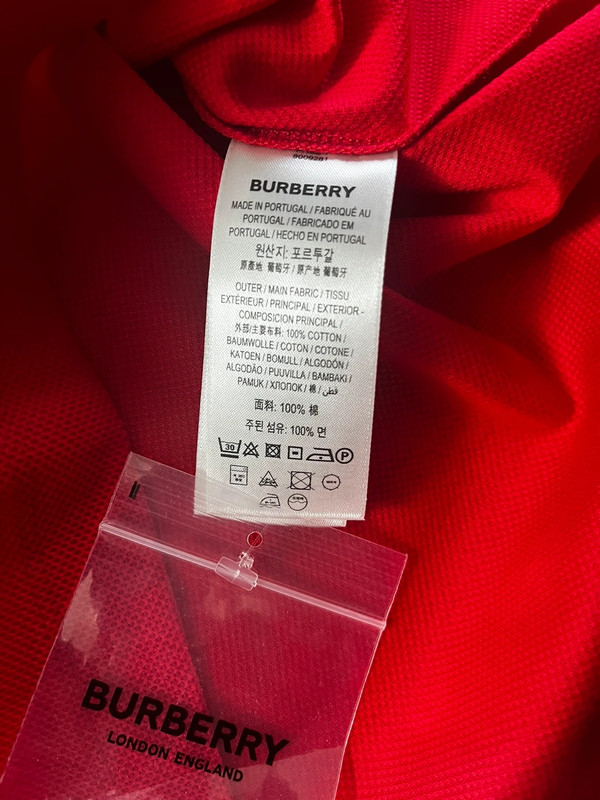 8009281
BURBERRY
MADE IN PORTUGAL / FABRIQUÉ AU
PORTUGAL / FABRICADO EM
PORTUGAL / HECHO EN PORTUGAL
원산지: 포르투갈
原產地 葡萄牙 / 原产地 葡萄牙
OUTER / MAIN FABRIC / TISSU
EXTÉRIEUR / PRINCIPAL / EXTERIOR -
COMPOSICION PRINCIPAL /
外部/主要布料: 100% COTTON /
BAUMWOLLE / COTON / COTONE /
KATOEN / BOMULL / ALGODÓN /
ALGODÃO / PUUVILLA / BAMBAKI /
PAMUK / ХЛОПОК / 棉 / قطن
面料: 100% 棉
주된 섬유: 100% 면
30
P
BURBERRY
LONDON ENGLAND